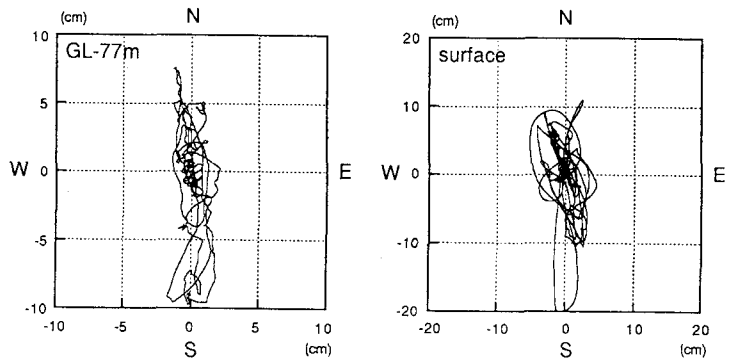 (cm) N
10
GL-77m
5
W 0 E
-5
-10
-10 -5 0 5 10
S (cm)
(cm) N
20
surface
10
W 0 E
-10
-20
-20 -10 0 10 20
S (cm)